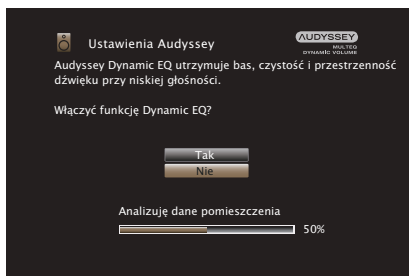 Ustawienia Audyssey
AUDYSSEY
MULTEQ
DYNAMIC VOLUME
Audyssey Dynamic EQ utrzymuje bas, czystość i przestrzenność
dźwięku przy niskiej głośności.
Włączyć funkcję Dynamic EQ?
Tak
Nie
Analizuję dane pomieszczenia
50%